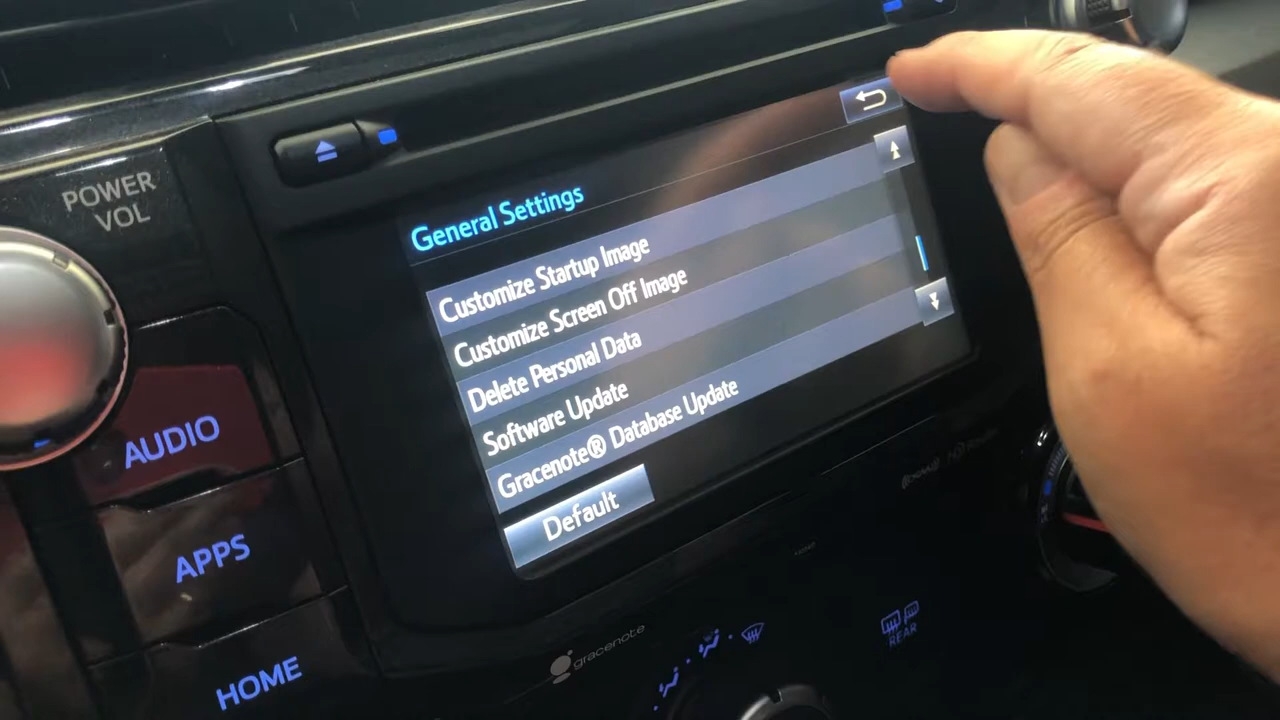 POWER
VOL
General Settings
Customize Startup Image
Customize Screen Off Image
Delete Personal Data
Software Update
Gracenote® Database Update
Default
AUDIO
APPS
HOME
gracenote
REAR